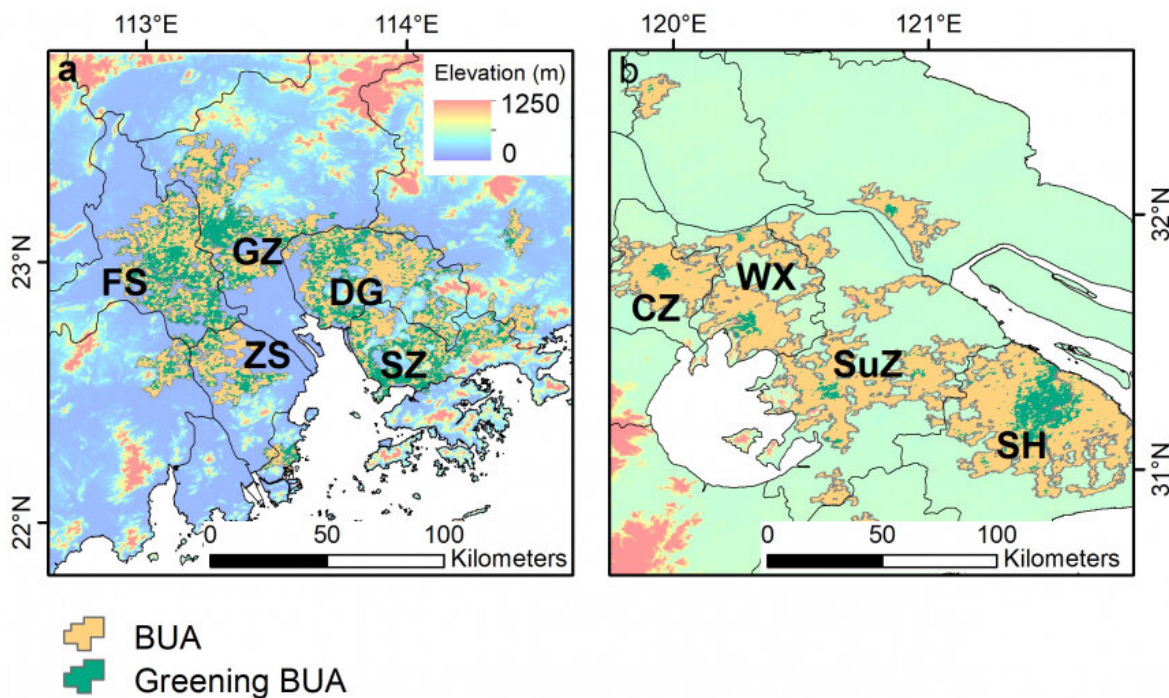 113°E 114°E 120°E 121°E
a
Elevation (m)
1250
0
b
32°N
GZ
23°N
FS
DG
WX
CZ
ZS
SZ
SuZ
SH
31°N
22°N
0 50 100
Kilometers
0 50 100
Kilometers
BUA
Greening BUA